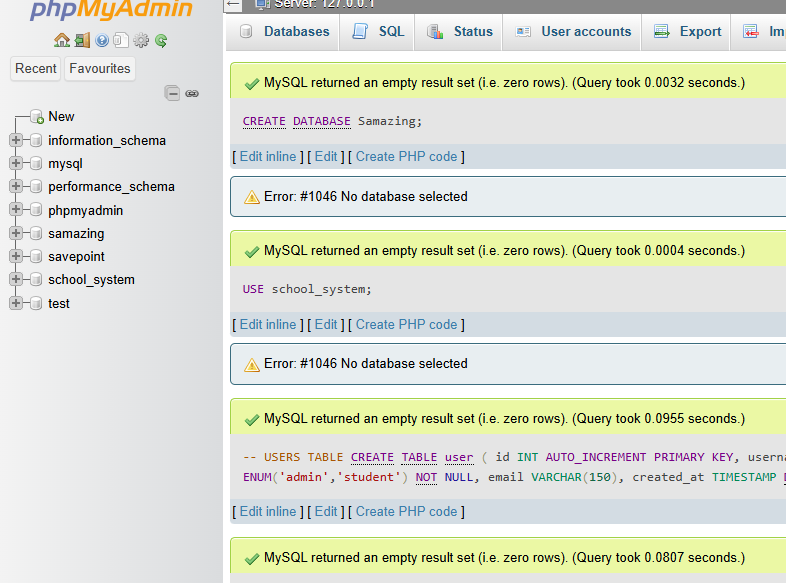 phpMyAdmin
Recent Favourites
New
information_schema
mysql
performance_schema
phpmyadmin
samazing
savepoint
school_system
test
Server: 127.0.0.1
Databases SQL Status User accounts Export
MySQL returned an empty result set (i.e. zero rows). (Query took 0.0032 seconds.)
CREATE DATABASE Samazing;
[ Edit inline ] [ Edit ] [ Create PHP code ]
Error: #1046 No database selected
MySQL returned an empty result set (i.e. zero rows). (Query took 0.0004 seconds.)
USE school_system;
[ Edit inline ] [ Edit ] [ Create PHP code ]
Error: #1046 No database selected
MySQL returned an empty result set (i.e. zero rows). (Query took 0.0955 seconds.)
-- USERS TABLE CREATE TABLE user ( id INT AUTO_INCREMENT PRIMARY KEY, userna
ENUM('admin','student') NOT NULL, email VARCHAR(150), created_at TIMESTAMP
[ Edit inline ] [ Edit ] [ Create PHP code ]
MySQL returned an empty result set (i.e. zero rows). (Query took 0.0807 seconds.)